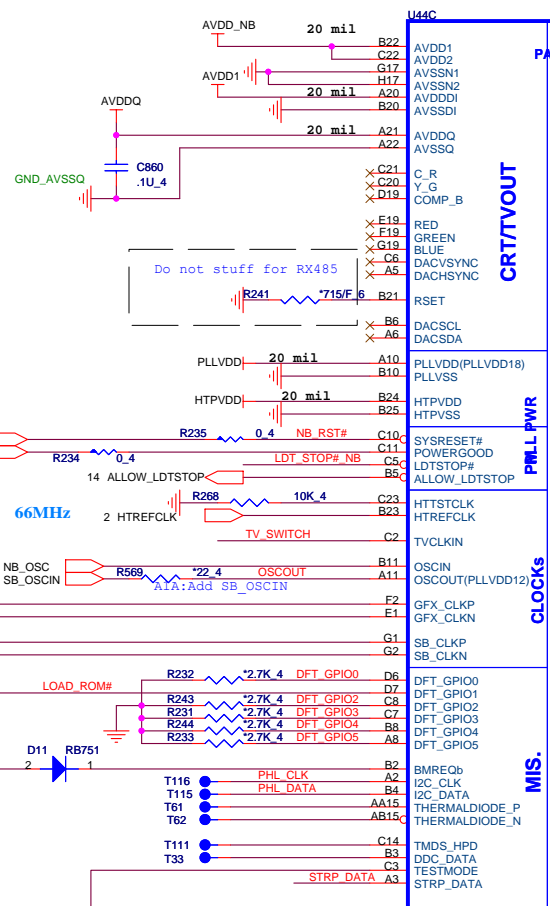 U44C
AVDD_NB 20 mil
B22 AVDD1
C22 AVDD2
G17 AVSSN1
H17 AVSSN2
AVDD1 20 mil A20 AVDDDI
B20 AVSSDI
PA
AVDDQ
20 mil A21 AVDDQ
A22 AVSSQ
C860
.1U_4
GND_AVSSQ
C21 C_R
C20 Y_G
D19 COMP_B
E19 RED
F19 GREEN
G19 BLUE
C6 DACVSYNC
A5 DACHSYNC
CRT/TVOUT
Do not stuff for RX485
R241 *715/F_6 B21 RSET
B6 DACSCL
A6 DACSDA
PLLVDD 20 mil A10 PLLVDD(PLLVDD18)
B10 PLLVSS
HTPVDD 20 mil B24 HTPVDD
B25 HTPVSS
PLL PWR
R235 0_4 NB_RST# C10 SYSRESET#
R234 0_4 C11 POWERGOOD
LDT_STOP#_NB C5 LDTSTOP#
14 ALLOW_LDTSTOP B5 ALLOW_LDTSTOP
PM
R268 10K_4 C23 HTTSTCLK
66MHz
2 HTREFCLK B23 HTREFCLK
TV_SWITCH C2 TVCLKIN
NB_OSC B11 OSCIN
SB_OSCIN R569 *22_4 OSCOUT A11 OSCOUT(PLLVDD12)
A1A:Add SB_OSCIN
F2 GFX_CLKP
E1 GFX_CLKN
G1 SB_CLKP
G2 SB_CLKN
CLOCKs
R232 *2.7K_4 DFT_GPIO0 D6 DFT_GPIO0
LOAD_ROM# D7 DFT_GPIO1
R243 *2.7K_4 DFT_GPIO2 C8 DFT_GPIO2
R231 *2.7K_4 DFT_GPIO3 C7 DFT_GPIO3
R244 *2.7K_4 DFT_GPIO4 B8 DFT_GPIO4
R233 *2.7K_4 DFT_GPIO5 A8 DFT_GPIO5
D11 RB751
2 1 B2 BMREQb
T116 PHL_CLK A2 I2C_CLK
T115 PHL_DATA B4 I2C_DATA
T61 AA15 THERMALDIODE_P
T62 AB15 THERMALDIODE_N
MIS.
T111 C14 TMDS_HPD
T33 B3 DDC_DATA
C3 TESTMODE
STRP_DATA A3 STRP_DATA